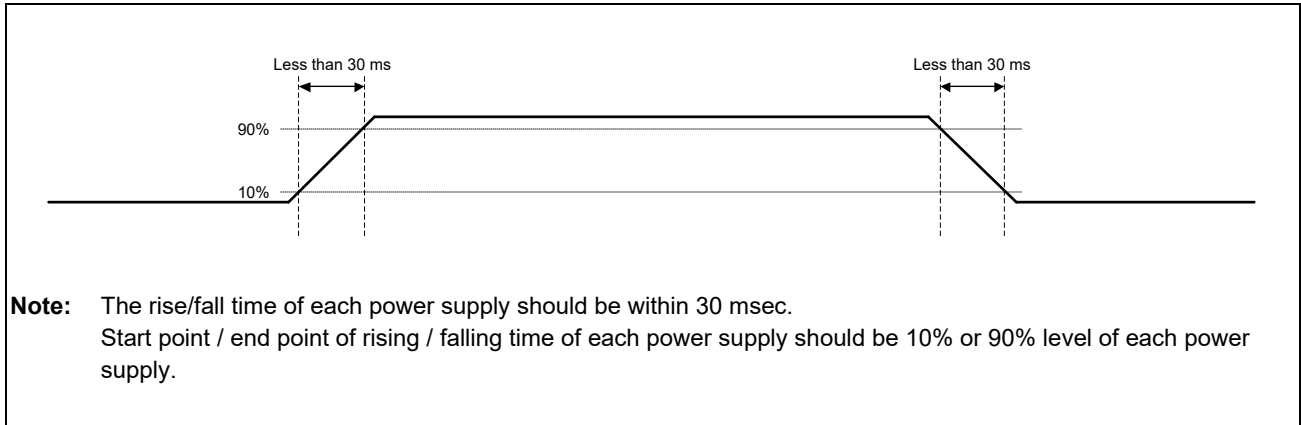 Less than 30 ms Less than 30 ms
90%
10%
Note: The rise/fall time of each power supply should be within 30 msec.
Start point / end point of rising / falling time of each power supply should be 10% or 90% level of each power
supply.